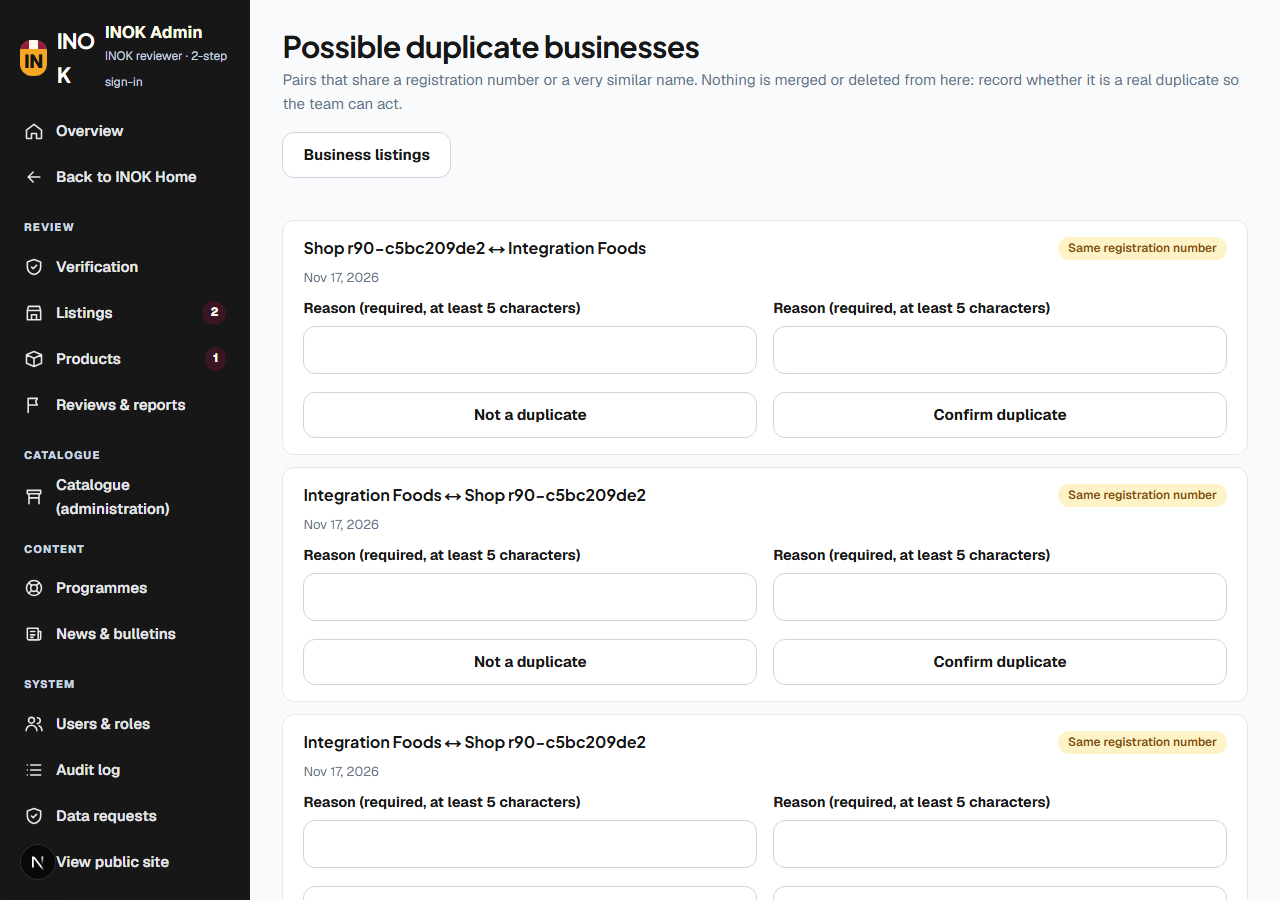 IN
INO
K
INOK Admin
INOK reviewer · 2-step
sign-in
Overview
Back to INOK Home
REVIEW
Verification
Listings 2
Products 1
Reviews & reports
CATALOGUE
Catalogue
(administration)
CONTENT
Programmes
News & bulletins
SYSTEM
Users & roles
Audit log
Data requests
N View public site
Possible duplicate businesses
Pairs that share a registration number or a very similar name. Nothing is merged or deleted from here: record whether it is a real duplicate so
the team can act.
Business listings
Shop r90-c5bc209de2 ↔ Integration Foods Same registration number
Nov 17, 2026
Reason (required, at least 5 characters) Reason (required, at least 5 characters)
Not a duplicate Confirm duplicate
Integration Foods ↔ Shop r90-c5bc209de2 Same registration number
Nov 17, 2026
Reason (required, at least 5 characters) Reason (required, at least 5 characters)
Not a duplicate Confirm duplicate
Integration Foods ↔ Shop r90-c5bc209de2 Same registration number
Nov 17, 2026
Reason (required, at least 5 characters) Reason (required, at least 5 characters)